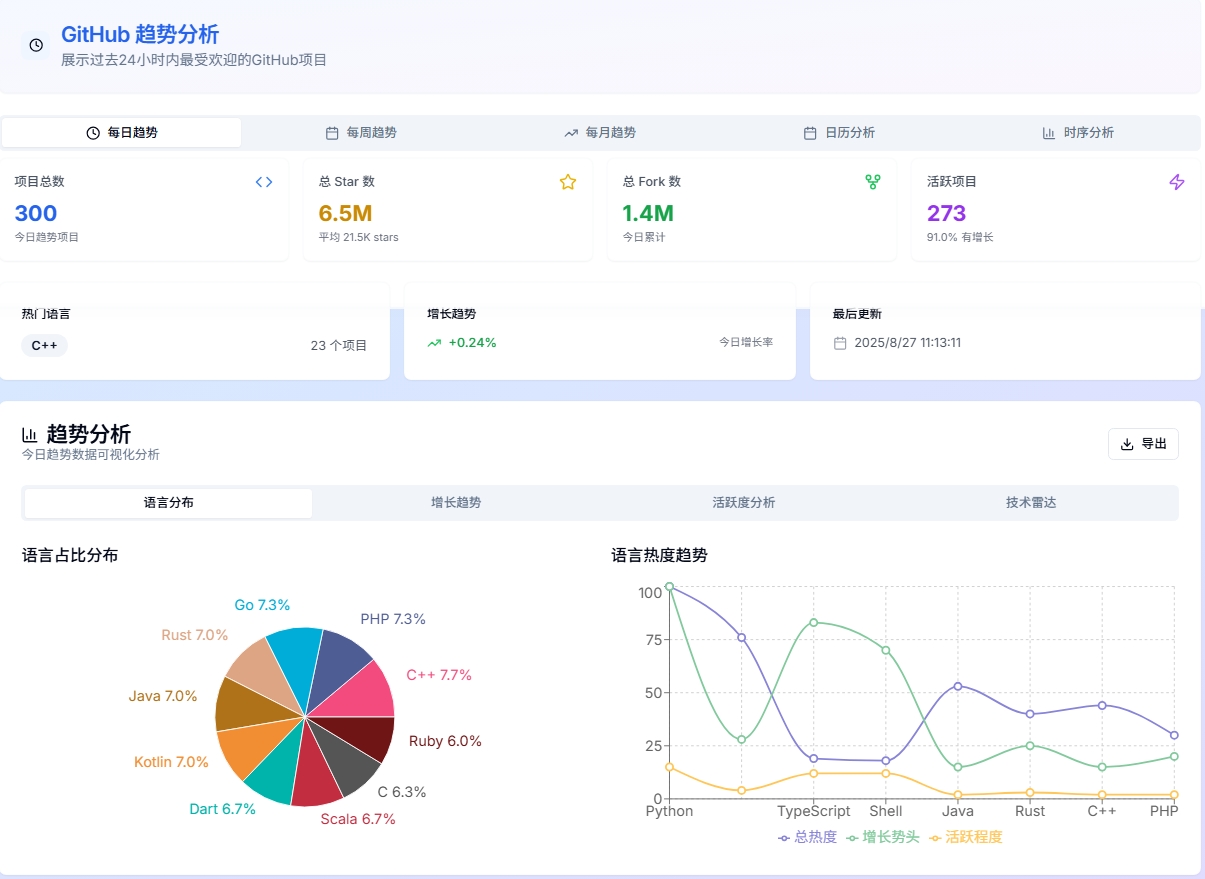 GitHub 趋势分析
展示过去24小时内最受欢迎的GitHub项目
每日趋势 每周趋势 每月趋势 日历分析 时序分析
项目总数 总 Star 数 总 Fork 数 活跃项目
300 6.5M 1.4M 273
今日趋势项目 平均 21.5K stars 今日累计 91.0% 有增长
热门语言 增长趋势 最后更新
C++ 23 个项目 +0.24% 今日增长率 2025/8/27 11:13:11
趋势分析
今日趋势数据可视化分析
导出
语言分布 增长趋势 活跃度分析 技术雷达
语言占比分布
Go 7.3%
PHP 7.3%
Rust 7.0%
C++ 7.7%
Java 7.0%
Ruby 6.0%
Kotlin 7.0%
C 6.3%
Dart 6.7%
Scala 6.7%
语言热度趋势
100
75
50
25
0
Python TypeScript Shell Java Rust C++ PHP
总热度 增长势头 活跃程度